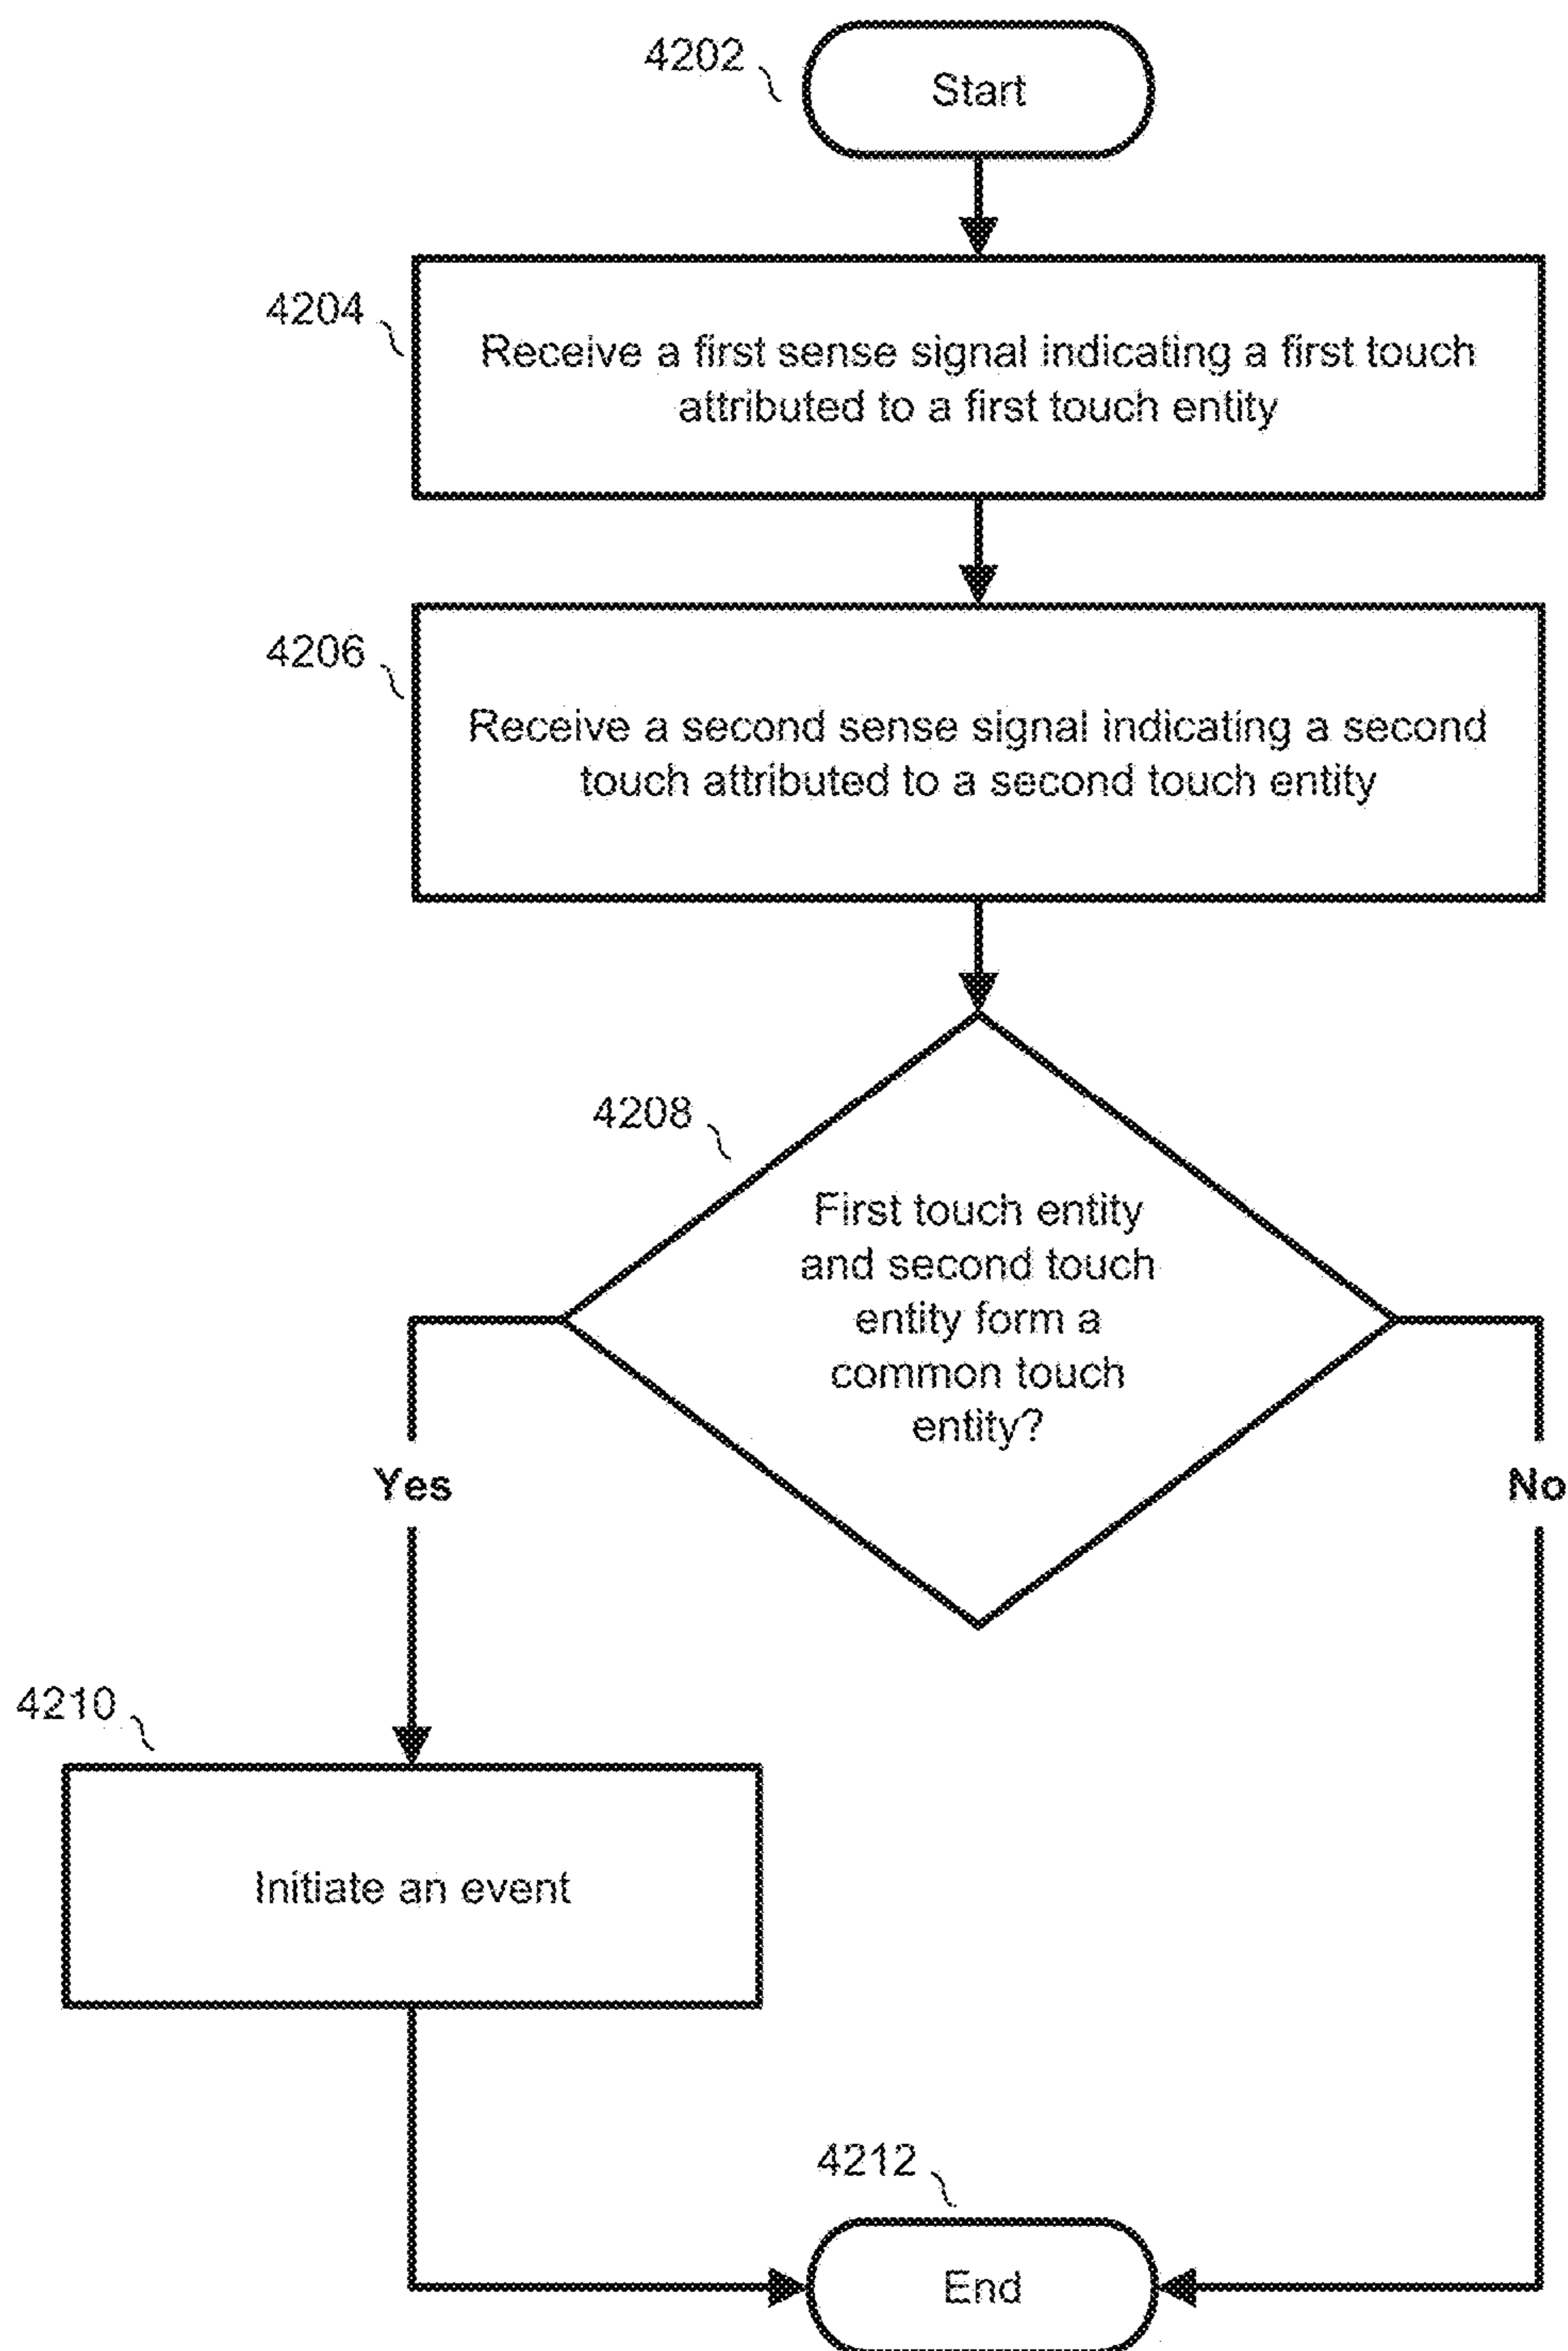 4202
Start
4204
Receive a first sense signal indicating a first touch
attributed to a first touch entity
4206
Receive a second sense signal indicating a second
touch attributed to a second touch entity
4208
First touch entity
and second touch
entity form a
common touch
entity?
Yes
No
4210
Initiate an event
4212
End